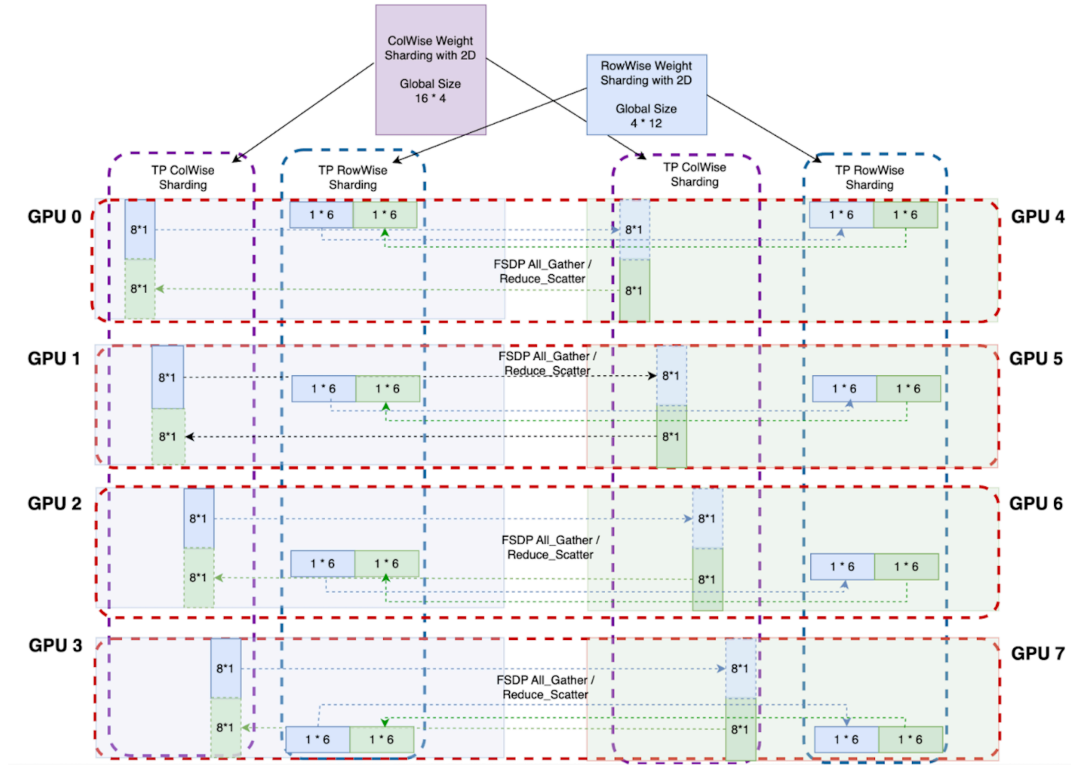 ColWise Weight
Sharding with 2D
Global Size
16 * 4
RowWise Weight
Sharding with 2D
Global Size
4 * 12
TP ColWise
Sharding
TP RowWise
Sharding
TP ColWise
Sharding
TP RowWise
Sharding
GPU 0
8*1
1 * 6
1 * 6
8*1
1 * 6
1 * 6
GPU 4
8*1
FSDP All_Gather /
Reduce_Scatter
8*1
GPU 1
8*1
1 * 6
1 * 6
FSDP All_Gather /
Reduce_Scatter
8*1
1 * 6
1 * 6
GPU 5
8*1
8*1
GPU 2
8*1
FSDP All_Gather /
Reduce_Scatter
8*1
GPU 6
8*1
1 * 6
1 * 6
8*1
1 * 6
1 * 6
GPU 3
8*1
FSDP All_Gather /
Reduce_Scatter
8*1
GPU 7
8*1
1 * 6
1 * 6
8*1
1 * 6
1 * 6